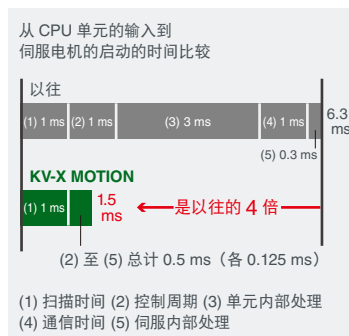 从 CPU 单元的输入到
伺服电机的启动的时间比较
以往
(1) 1 ms (2) 1 ms (3) 3 ms (4) 1 ms 6.3 ms
(5) 0.3 ms
KV-X MOTION
(1) 1 ms 1.5 ms 是以往的 4 倍
(2) 至 (5) 总计 0.5 ms（各 0.125 ms）
(1) 扫描时间 (2) 控制周期 (3) 单元内部处理
(4) 通信时间 (5) 伺服内部处理